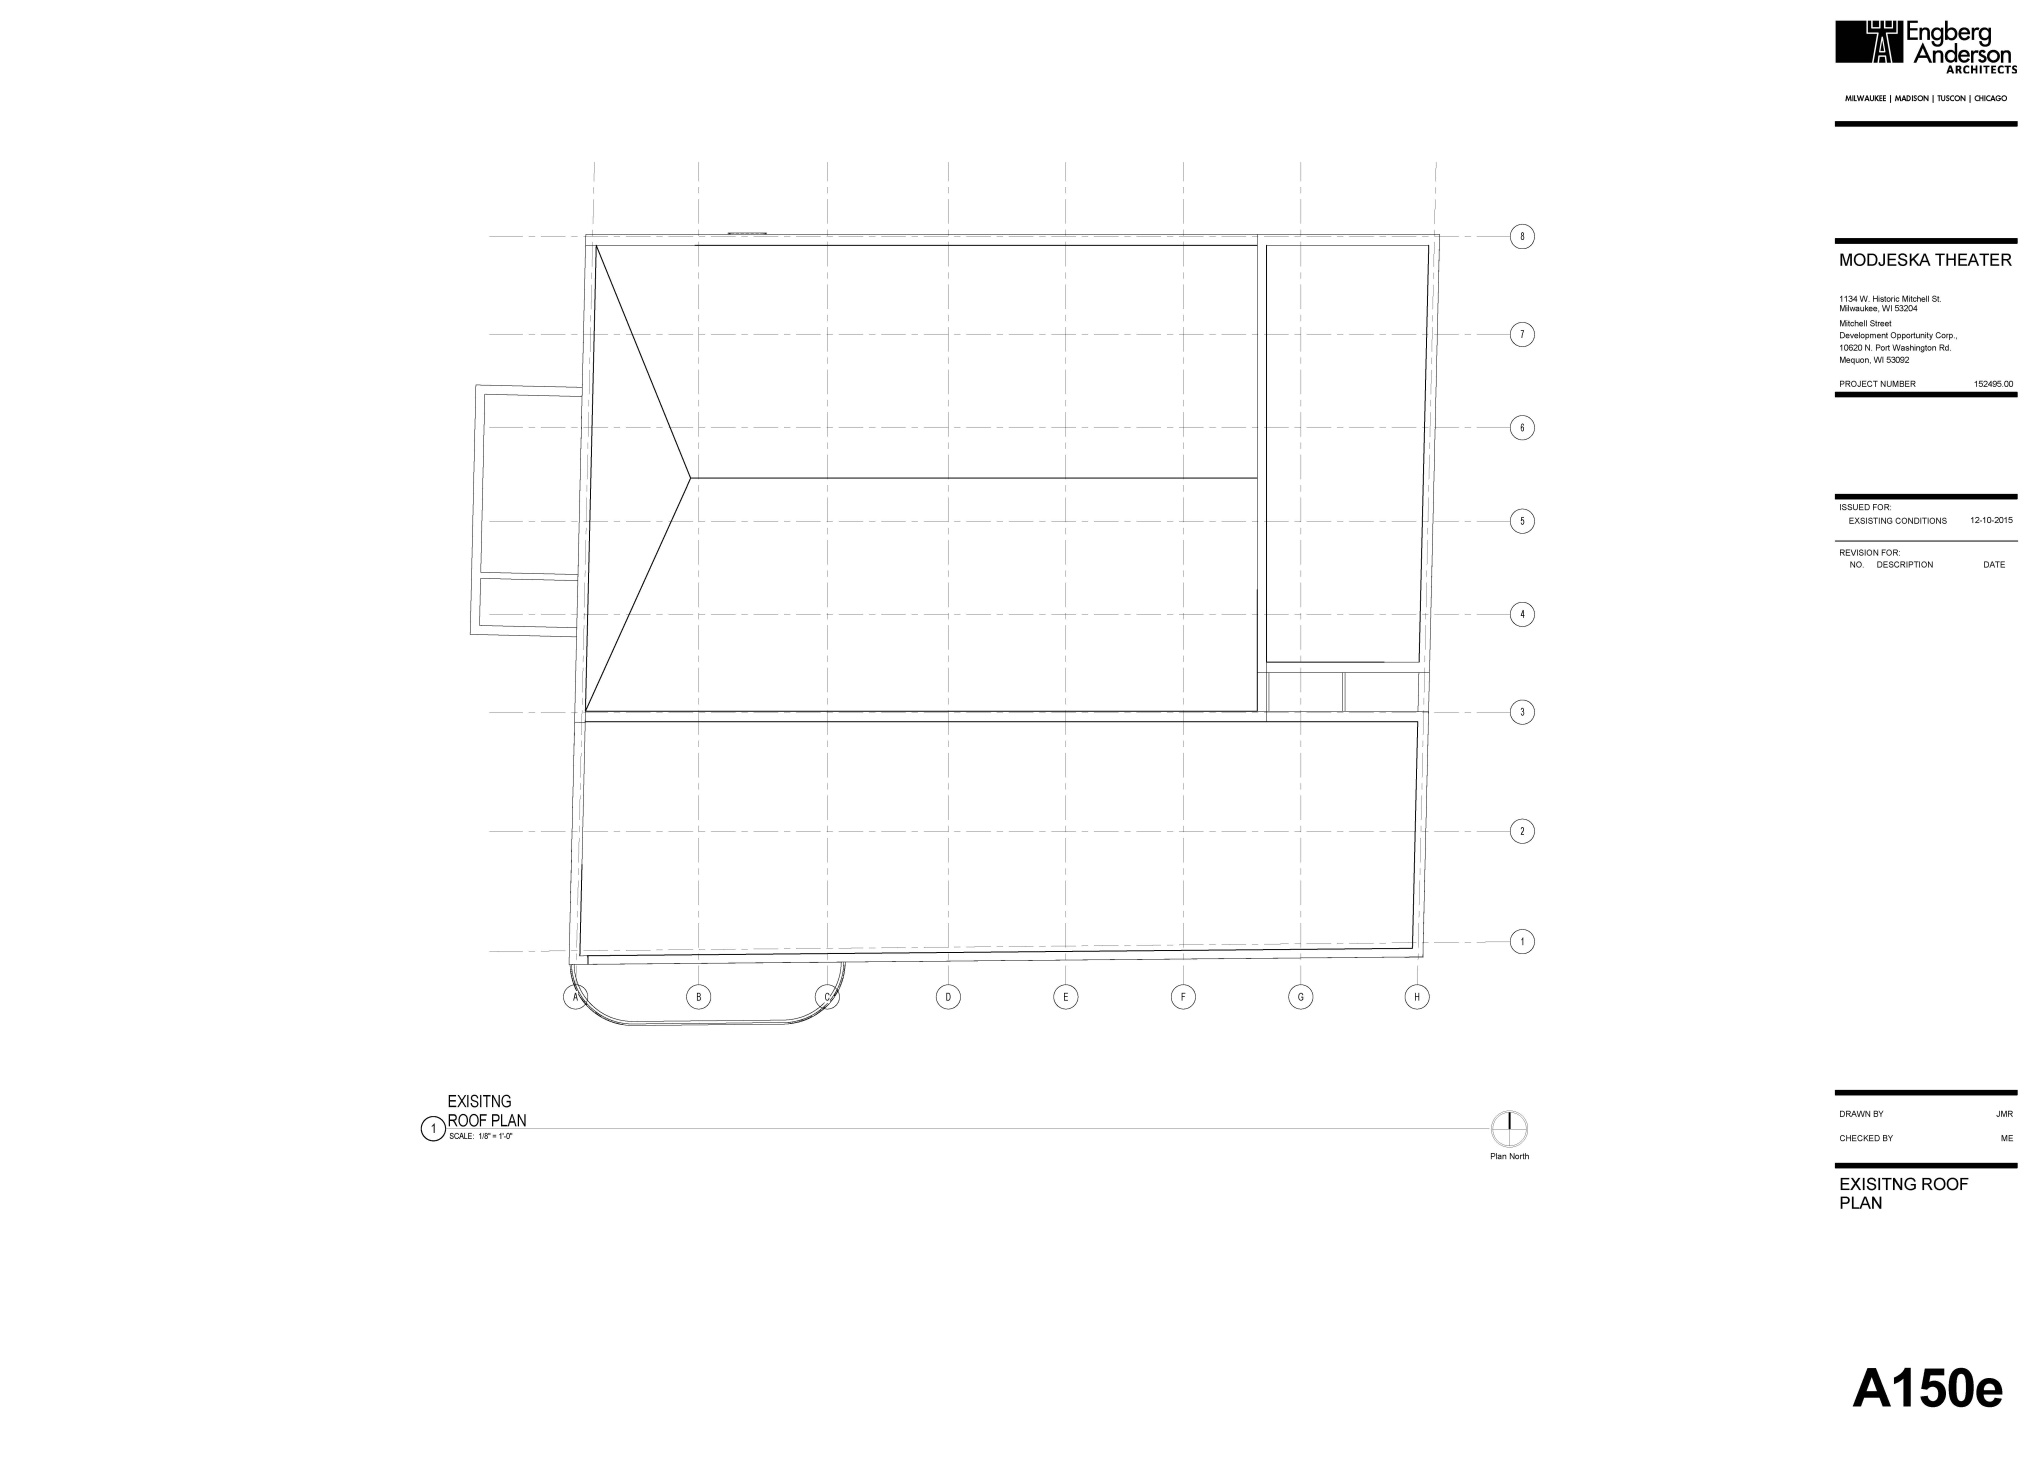 Engberg
Anderson
ARCHITECTS
MILWAUKEE | MADISON | TUSCON | CHICAGO
MODJESKA THEATER
1134 W. Historic Mitchell St.
Milwaukee, WI 53204
Mitchell Street
Development Opportunity Corp.,
10620 N. Port Washington Rd.
Mequon, WI 53092
PROJECT NUMBER 152495.00
ISSUED FOR:
EXSISTING CONDITIONS 12-10-2015
REVISION FOR:
NO. DESCRIPTION DATE
8
7
6
5
4
3
2
1
A B C D E F G H
EXISITNG
ROOF PLAN
1
SCALE: 1/8" = 1'-0"
Plan North
DRAWN BY JMR
CHECKED BY ME
EXISITNG ROOF
PLAN
A150e